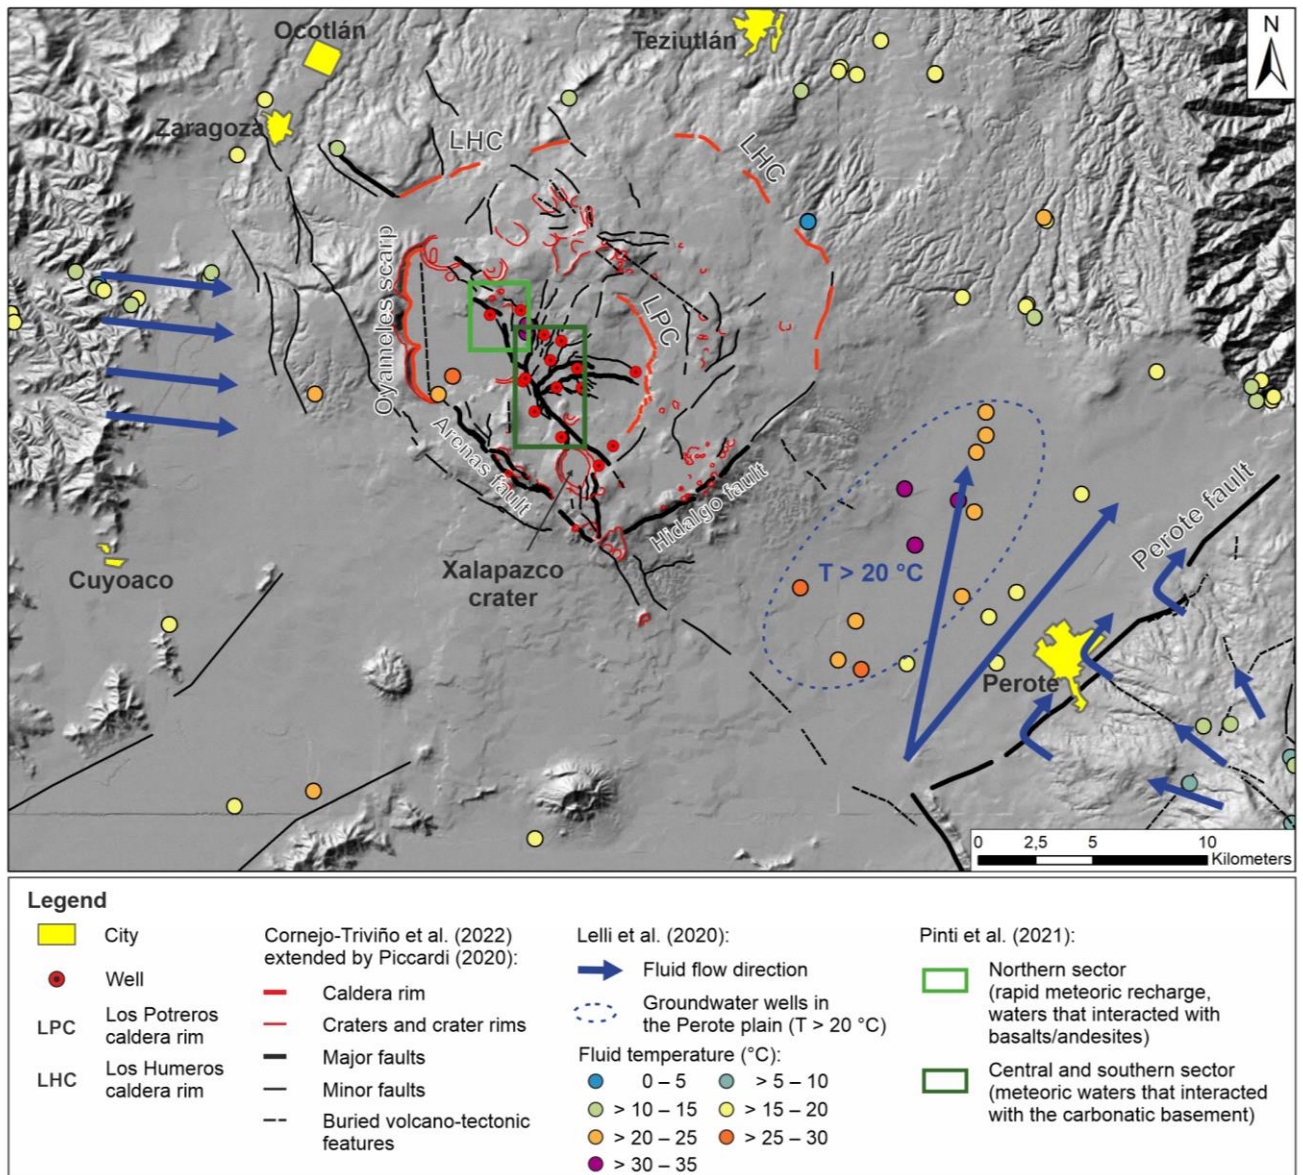 Ocotlán
Teziutlán
N
Zaragoza
LHC
LHC
Oyameles scarp
LPC
Arenas fault
Hidalgo fault
Perote fault
Cuyoaco
Xalapazco
crater
T > 20 °C
Perote
0 2,5 5 10
Kilometers
Legend
City
Well
LPC Los Potreros
caldera rim
LHC Los Humeros
caldera rim
Cornejo-Triviño et al. (2022)
extended by Piccardi (2020):
Caldera rim
Craters and crater rims
Major faults
Minor faults
Buried volcano-tectonic
features
Lelli et al. (2020):
Fluid flow direction
Groundwater wells in
the Perote plain (T > 20 °C)
Fluid temperature (°C):
0 – 5 > 5 – 10
> 10 – 15 > 15 – 20
> 20 – 25 > 25 – 30
> 30 – 35
Pinti et al. (2021):
Northern sector
(rapid meteoric recharge,
waters that interacted with
basalts/andesites)
Central and southern sector
(meteoric waters that interacted
with the carbonatic basement)